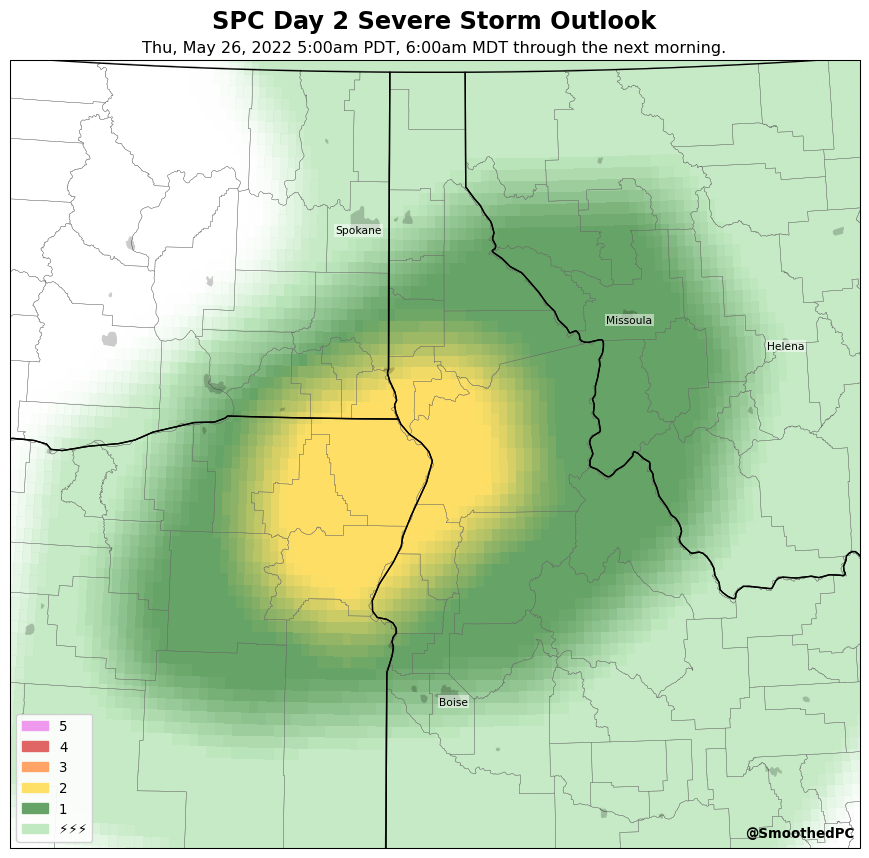 SPC Day 2 Severe Storm Outlook
Thu, May 26, 2022 5:00am PDT, 6:00am MDT through the next morning.
Spokane
Missoula
Helena
Boise
5
4
3
2
1
⚡⚡⚡
@SmoothedPC